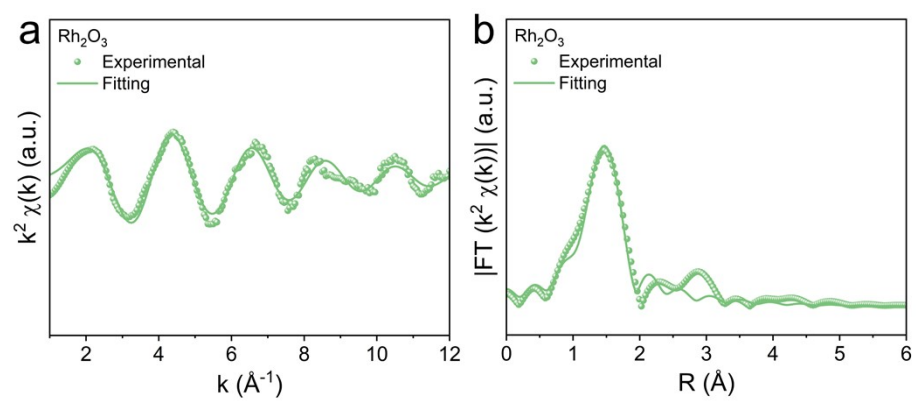 a
Rh₂O₃
Experimental
Fitting
k² χ(k) (a.u.)
2 4 6 8 10 12
k (Å⁻¹)
b
Rh₂O₃
Experimental
Fitting
|FT (k² χ(k))| (a.u.)
0 1 2 3 4 5 6
R (Å)